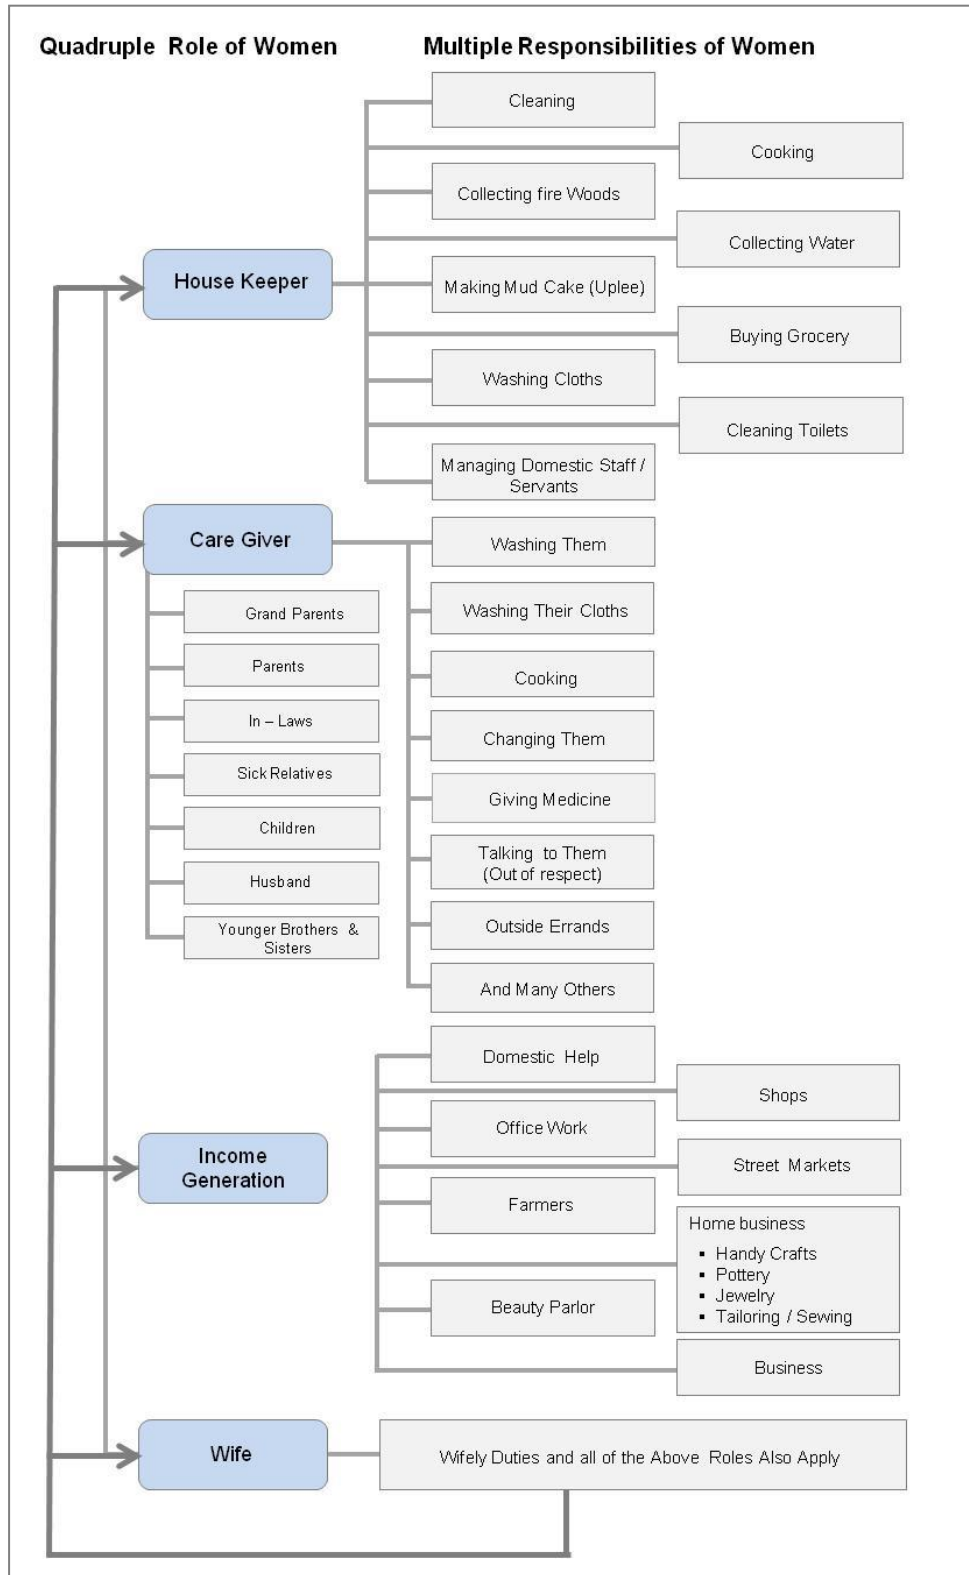 Quadruple Role of Women
Multiple Responsibilities of Women
House Keeper
Cleaning
Cooking
Collecting fire Woods
Collecting Water
Making Mud Cake (Uplee)
Buying Grocery
Washing Cloths
Cleaning Toilets
Managing Domestic Staff /
Servants
Care Giver
Grand Parents
Parents
In – Laws
Sick Relatives
Children
Husband
Younger Brothers &
Sisters
Washing Them
Washing Their Cloths
Cooking
Changing Them
Giving Medicine
Talking to Them
(Out of respect)
Outside Errands
And Many Others
Income
Generation
Domestic Help
Shops
Office Work
Street Markets
Farmers
Home business
▪ Handy Crafts
▪ Pottery
▪ Jewelry
▪ Tailoring / Sewing
Beauty Parlor
Business
Wife
Wifely Duties and all of the Above Roles Also Apply